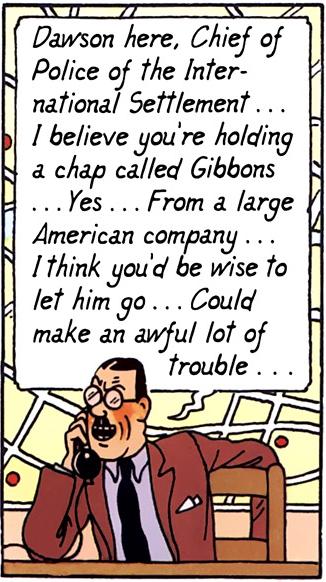 Dawson here, Chief of
Police of the Inter-
national Settlement ...
I believe you're holding
a chap called Gibbons
...Yes ... From a large
American company ...
I think you'd be wise to
let him go ... Could
make an awful lot of
trouble ...